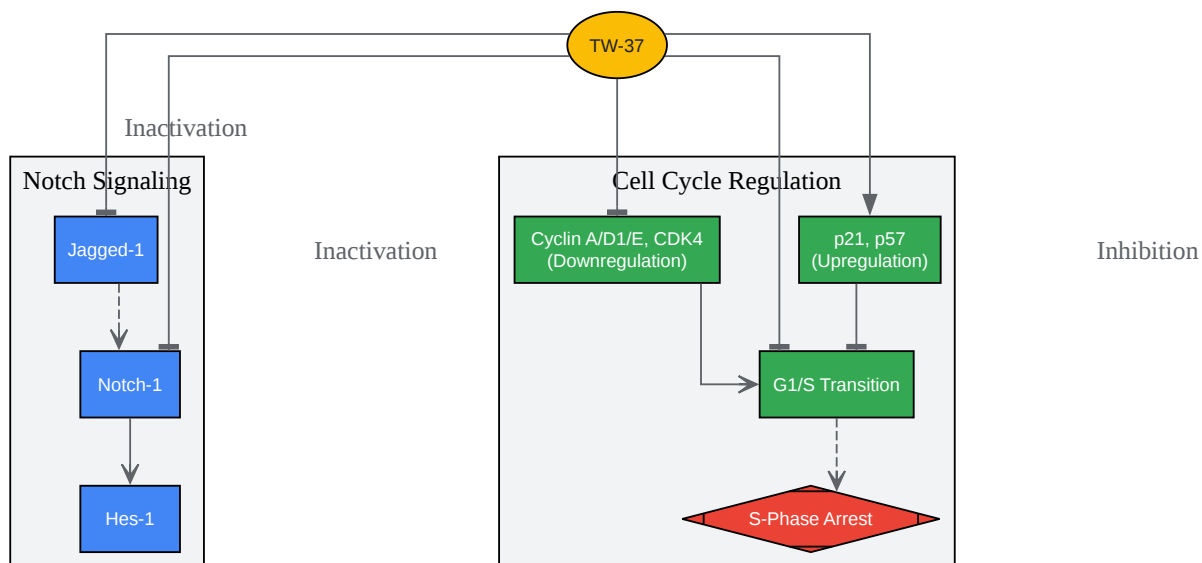 TW-37
Inactivation
Notch Signaling
Cell Cycle Regulation
Jagged-1
Cyclin A/D1/E, CDK4
(Downregulation)
p21, p57
(Upregulation)
Inactivation
Inhibition
Notch-1
G1/S Transition
Hes-1
S-Phase Arrest